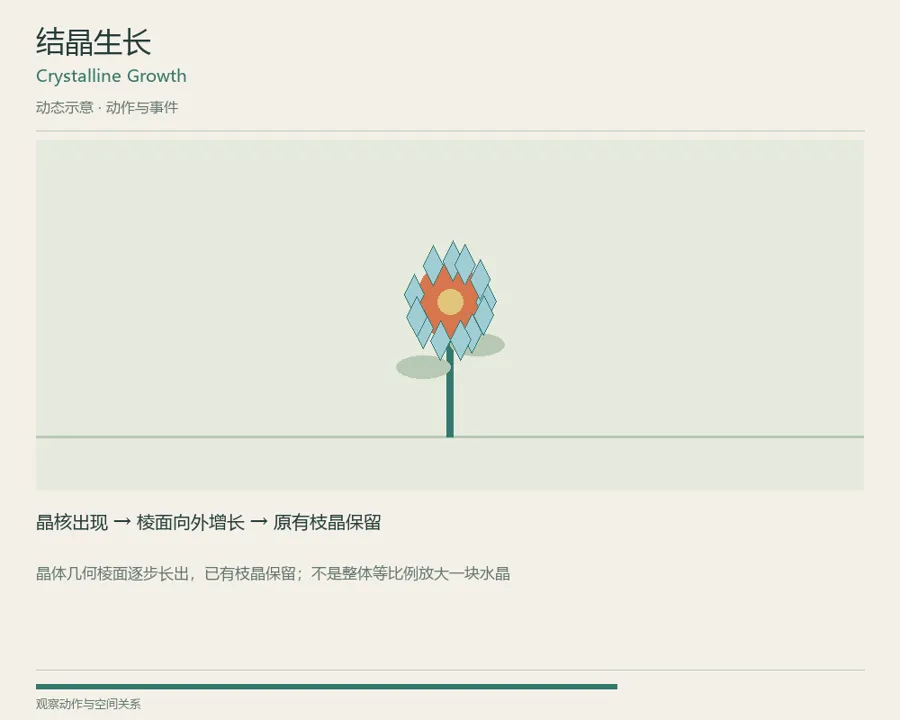 结晶生长
Crystalline Growth
动态示意 · 动作与事件
晶核出现 → 棱面向外增长 → 原有枝晶保留
晶体几何棱面逐步长出，已有枝晶保留；不是整体等比例放大一块水晶
观察动作与空间关系